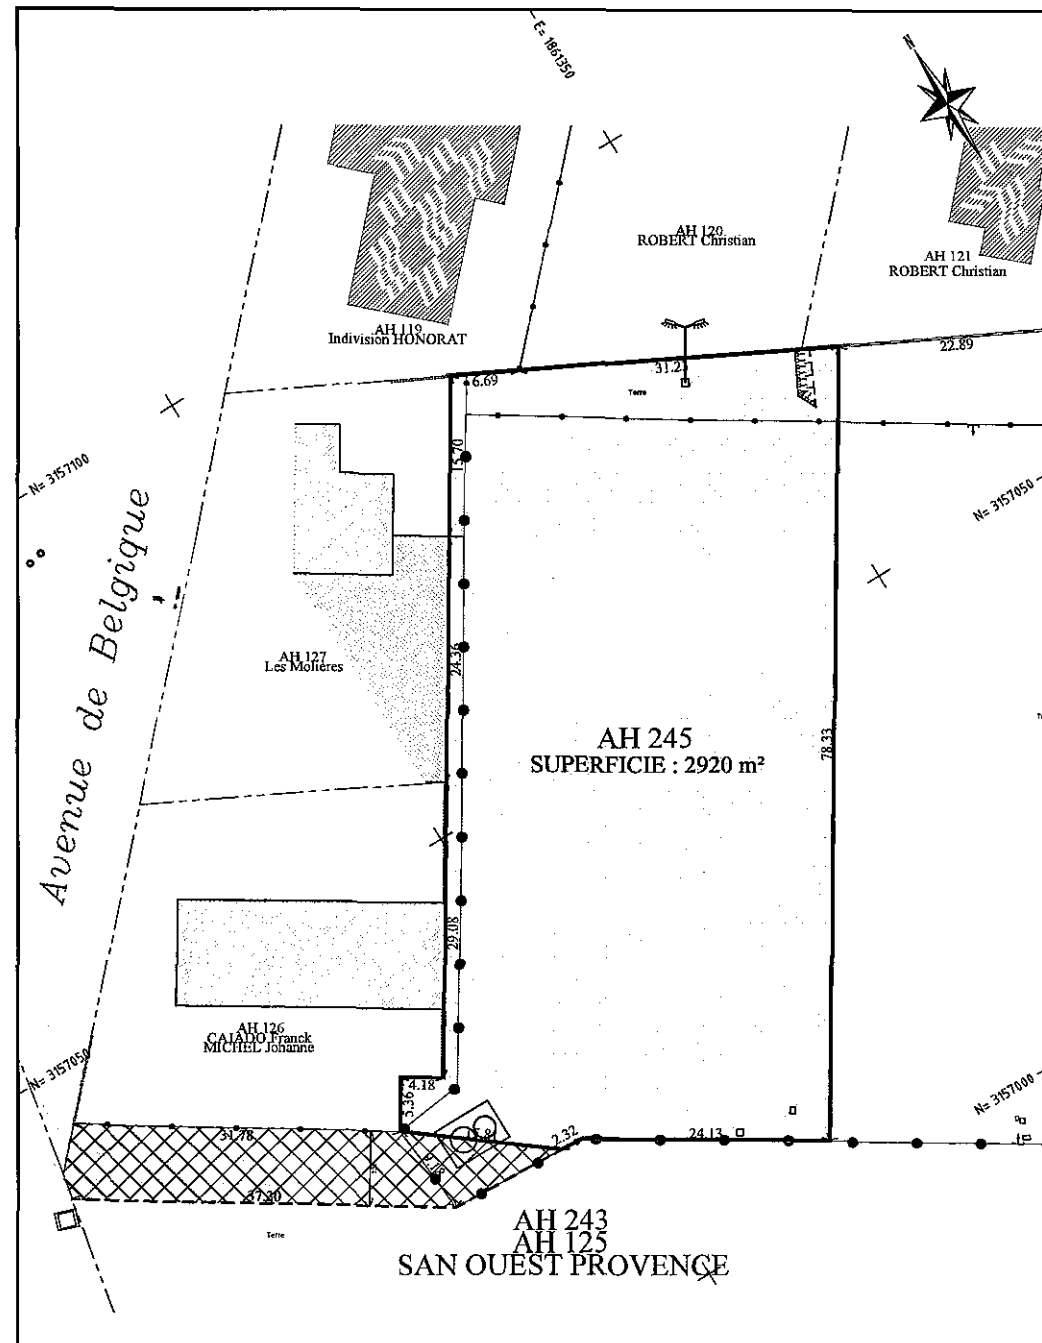 E= 1861350
N
AH 120
ROBERT Christian
AH 121
ROBERT Christian
AH 119
Indivision HONORAT
22.89
6.69
31.2
Terre
15.70
N= 3157100
N= 3157050
Avenue de Belgique
AH 127
Les Molières
24.36
AH 245
SUPERFICIE : 2920 m²
78.33
29.08
AH 126
CAIADO Franck
MICHEL Johanne
N= 3157050
N= 3157000
4.18
5.36
31.78
2.32
24.13
37.20
Terre
AH 243
AH 125
SAN OUEST PROVENCE